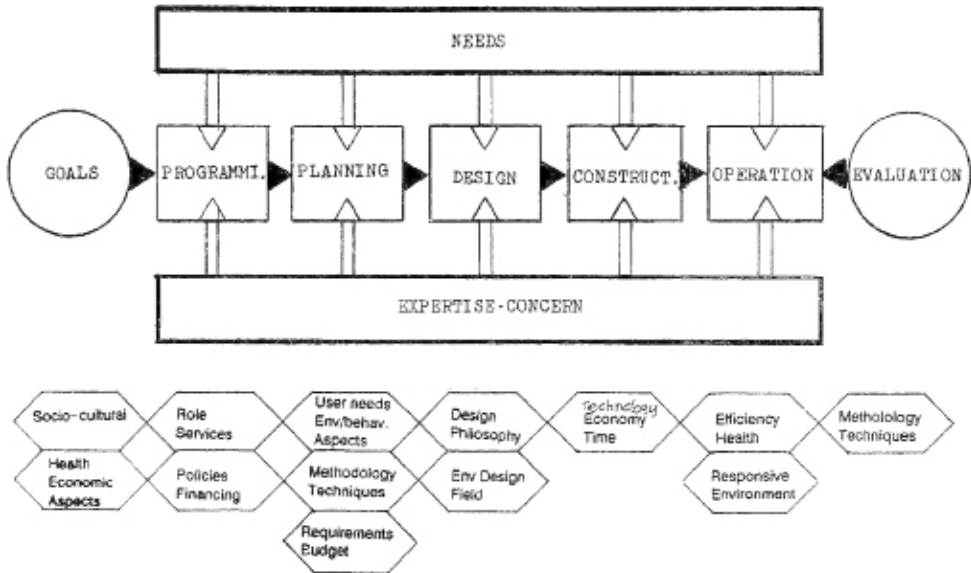 NEEDS
GOALS
PROGRAMMI.
PLANNING
DESIGN
CONSTRUCT.
OPERATION
EVALUATION
EXPERTISE-CONCERN
Socio-cultural
Role
Services
User needs
Env/behav.
Aspects
Design
Philosophy
Technology
Economy
Time
Efficiency
Health
Metholology
Techniques
Health
Economic
Aspects
Policies
Financing
Methodology
Techniques
Env Design
Field
Responsive
Environment
Requirements
Budget